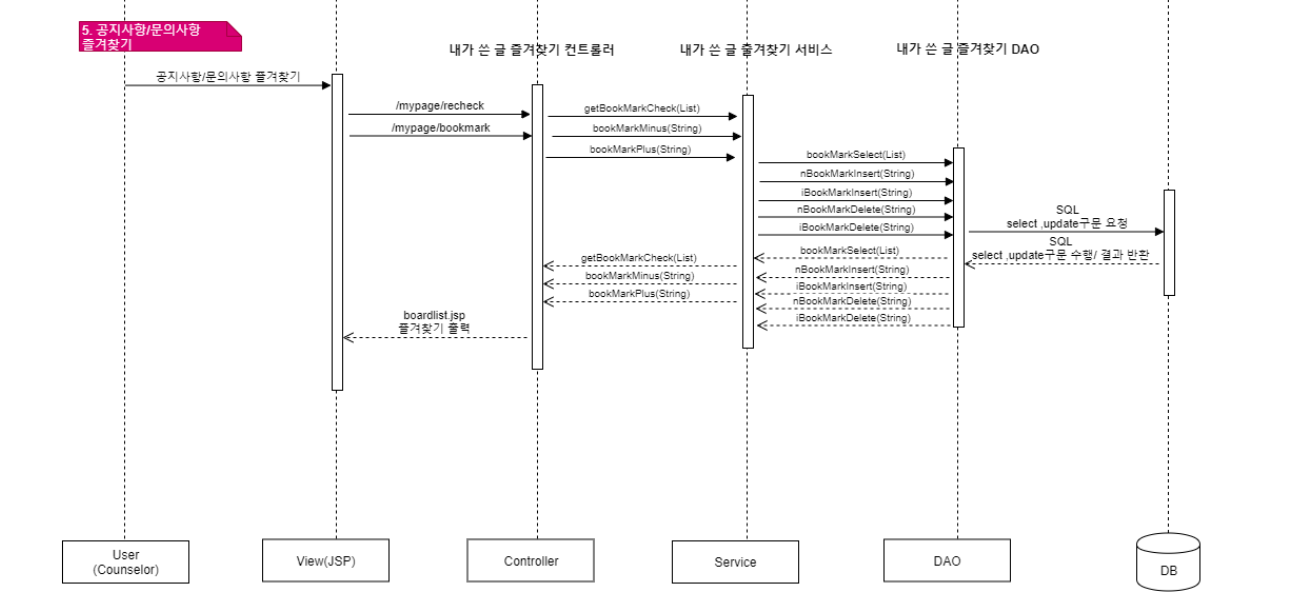 5. 공지사항/문의사항
즐겨찾기
내가 쓴 글 즐겨찾기 컨트롤러
내가 쓴 글 즐겨찾기 서비스
내가 쓴 글 즐겨찾기 DAO
공지사항/문의사항 즐겨찾기
/mypage/recheck
/mypage/bookmark
getBookMarkCheck(List)
bookMarkMinus(String)
bookMarkPlus(String)
bookMarkSelect(List)
nBookMarkInsert(String)
iBookMarkInsert(String)
nBookMarkDelete(String)
iBookMarkDelete(String)
SQL
select ,update구문 요청
SQL
select ,update구문 수행/ 결과 반환
bookMarkSelect(List)
nBookMarkInsert(String)
iBookMarkInsert(String)
nBookMarkDelete(String)
iBookMarkDelete(String)
getBookMarkCheck(List)
bookMarkMinus(String)
bookMarkPlus(String)
boardlist.jsp
즐겨찾기 출력
User
(Counselor)
View(JSP)
Controller
Service
DAO
DB